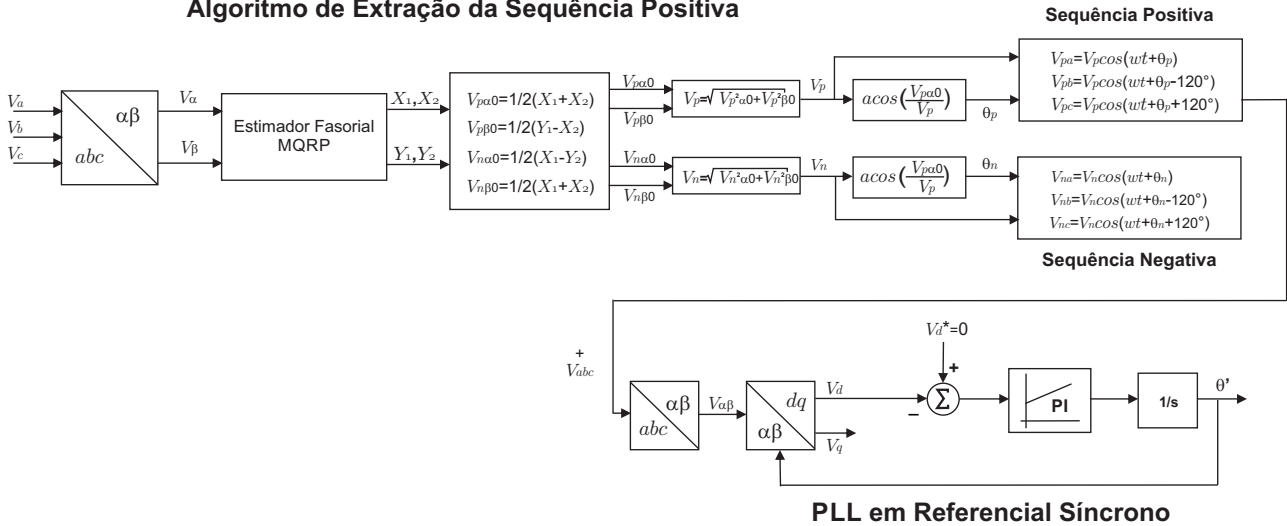 Algoritmo de Extração da Sequência Positiva
Sequência Positiva
Va
Vb
Vc
αβ
abc
Vα
Vβ
Estimador Fasorial
MQRP
X₁,X₂
Y₁,Y₂
Vpα0=1/2(X₁+X₂)
Vpβ0=1/2(Y₁-X₂)
Vnα0=1/2(X₁-Y₂)
Vnβ0=1/2(X₁+X₂)
Vpα0
Vpβ0
Vnα0
Vnβ0
Vp=√Vp²α0+Vp²β0
Vn=√Vn²α0+Vn²β0
Vp
Vn
acos(Vpα0/Vp)
θp
acos(Vpα0/Vp)
θn
Vpa=Vpcos(wt+θp)
Vpb=Vpcos(wt+θp-120°)
Vpc=Vpcos(wt+θp+120°)
Vna=Vncos(wt+θn)
Vnb=Vncos(wt+θn-120°)
Vnc=Vncos(wt+θn+120°)
Sequência Negativa
+
Vabc
αβ
abc
Vαβ
dq
αβ
Vd
Vq
Vd*=0
+
−
Σ
PI
1/s
θ’
PLL em Referencial Síncrono